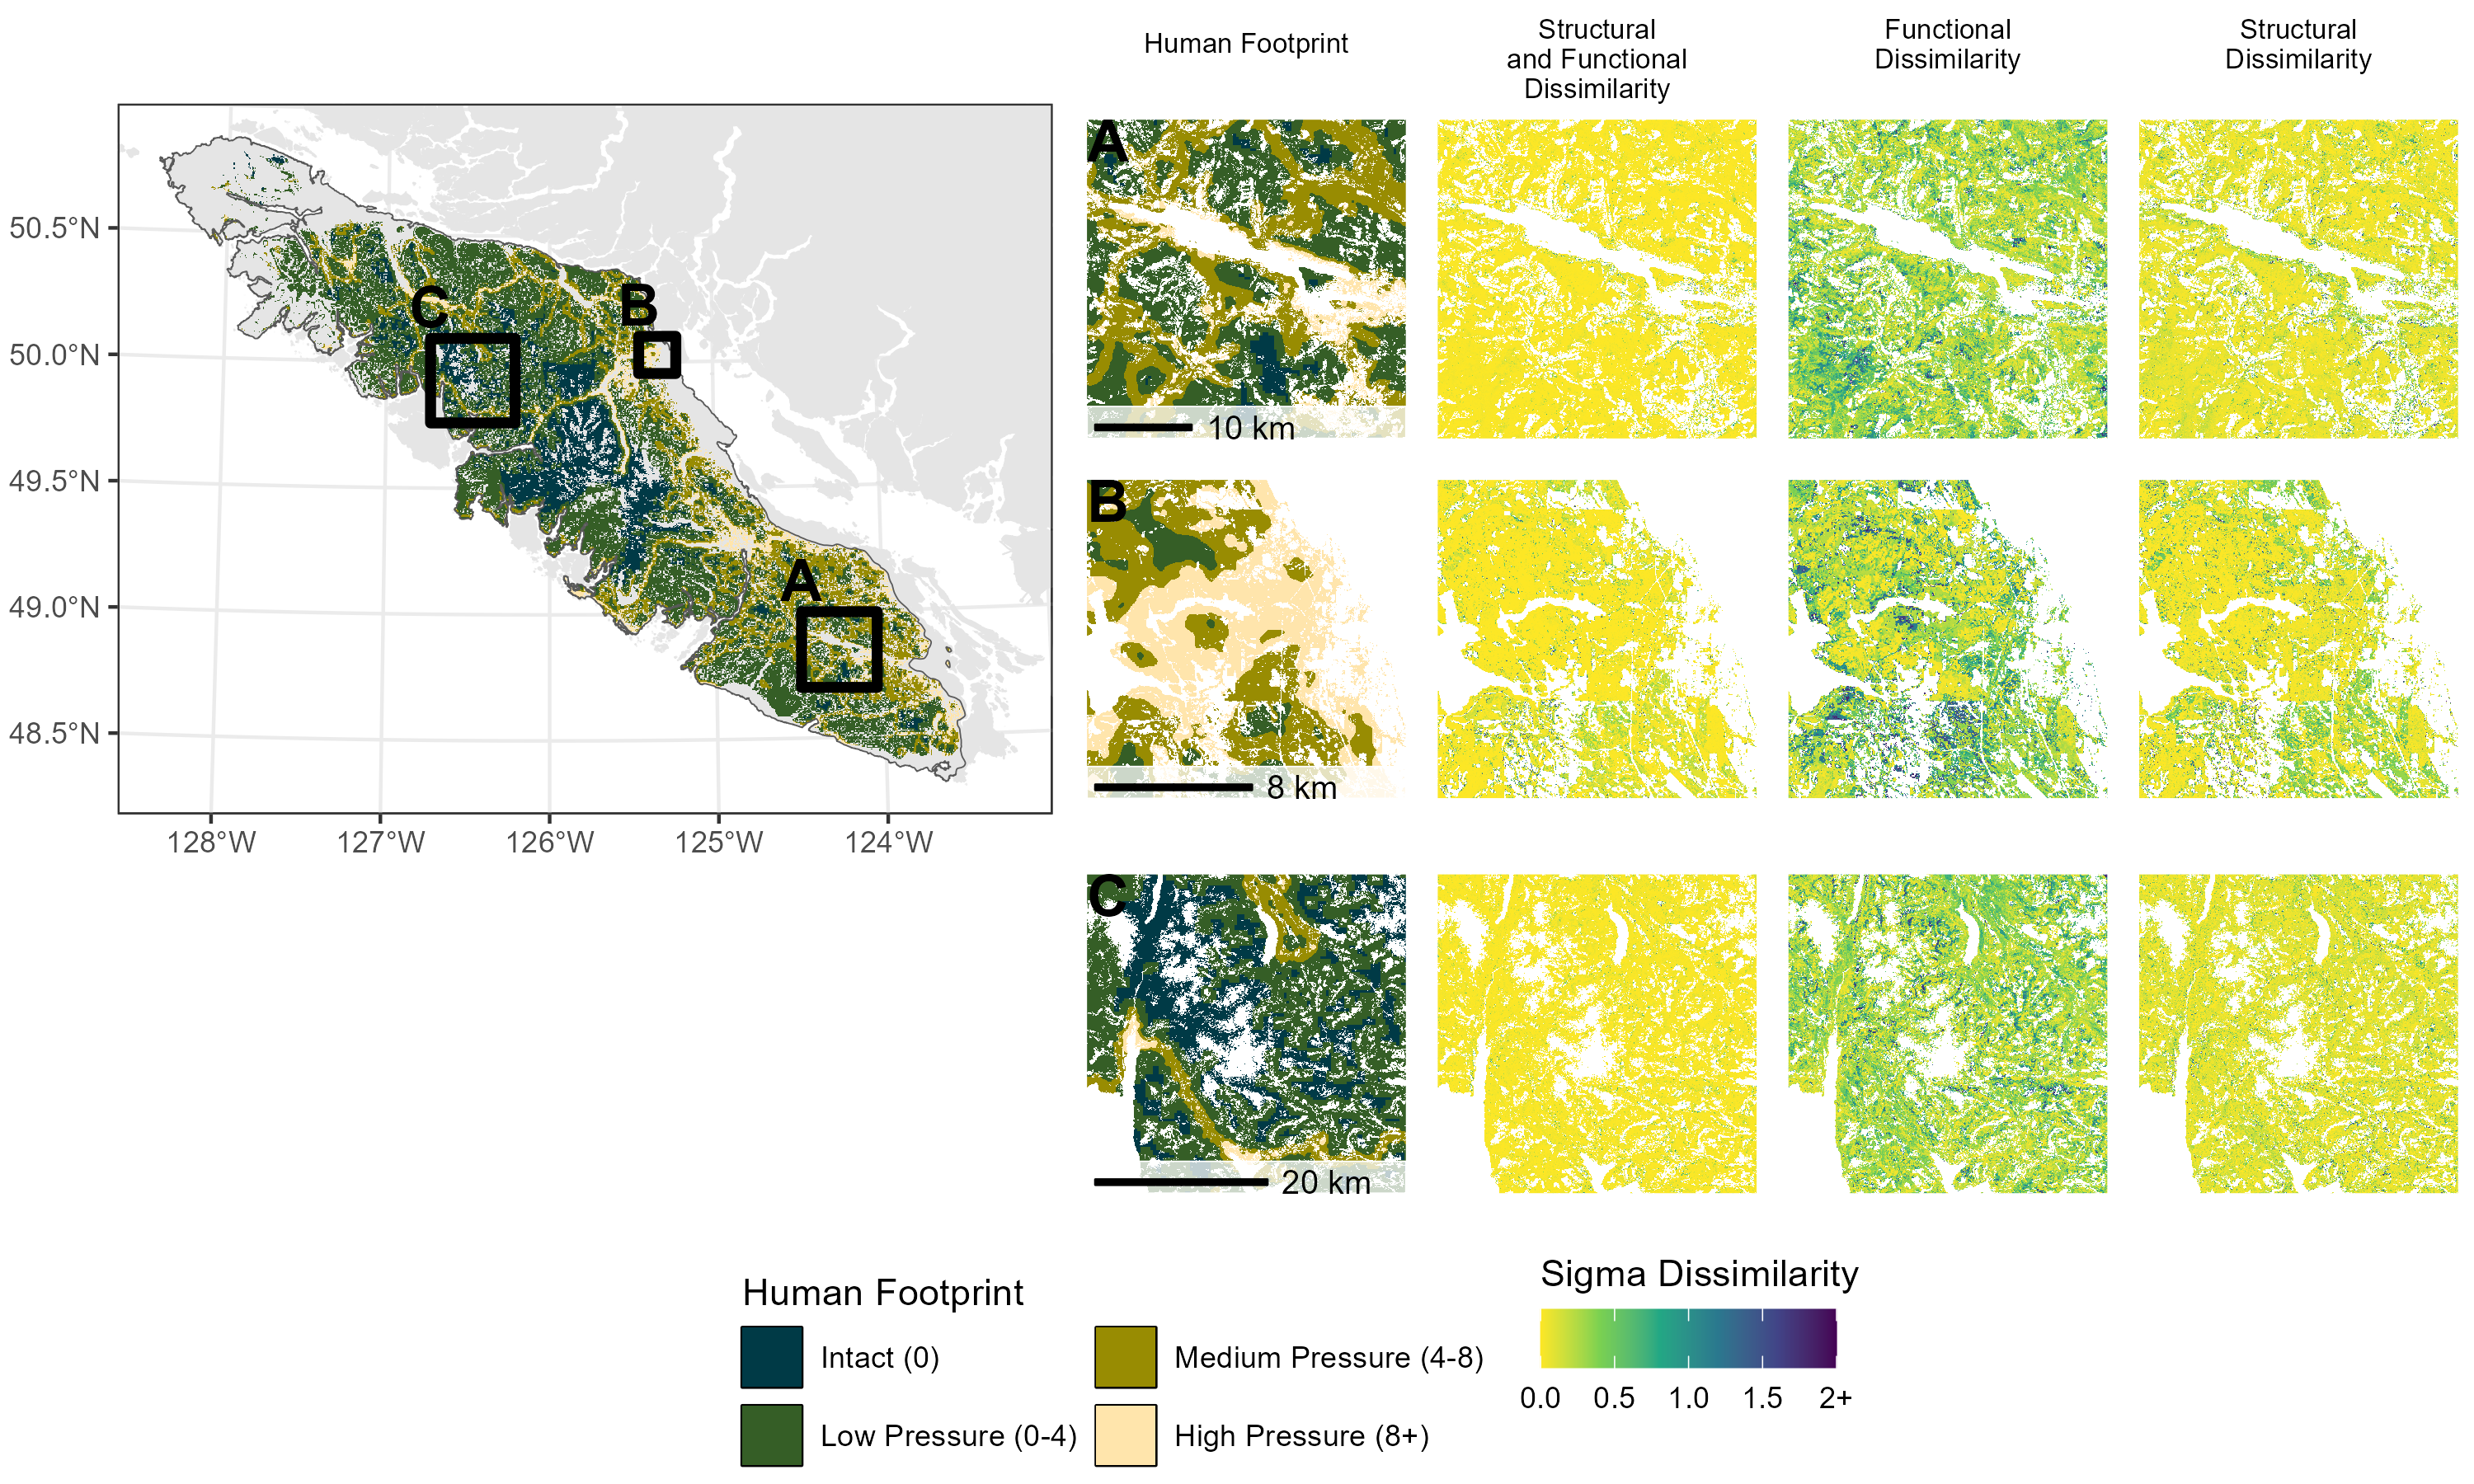 Human Footprint
Structural
and Functional
Dissimilarity
Functional
Dissimilarity
Structural
Dissimilarity
50.5°N
50.0°N
49.5°N
49.0°N
48.5°N
128°W
127°W
126°W
125°W
124°W
C
B
A
A
10 km
B
8 km
C
20 km
Human Footprint
Intact (0)
Low Pressure (0-4)
Medium Pressure (4-8)
High Pressure (8+)
Sigma Dissimilarity
0.0 0.5 1.0 1.5 2+